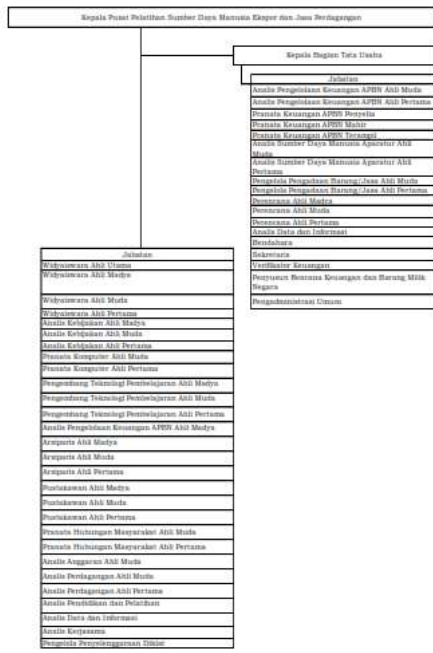 Kepala Pusat Pelatihan Sumber Daya Manusia Ekspor dan Jasa Perdagangan
Kepala Bagian Tata Usaha
Jabatan
Analis Pengelolaan Keuangan APBN Ahli Muda
Analis Pengelolaan Keuangan APBN Ahli Pertama
Pranata Keuangan APBN Penyelia
Pranata Keuangan APBN Mahir
Pranata Keuangan APBN Terampil
Analis Sumber Daya Manusia Aparatur Ahli
Muda
Analis Sumber Daya Manusia Aparatur Ahli
Pertama
Pengelola Pengadaan Barang/Jasa Ahli Muda
Pengelola Pengadaan Barang/Jasa Ahli Pertama
Perencana Ahli Madya
Perencana Ahli Muda
Perencana Ahli Pertama
Analis Data dan Informasi
Bendahara
Sekretaris
Verifikator Keuangan
Penyusun Rencana Keuangan dan Barang Milik
Negara
Pengadministrasi Umum
Jabatan
Widyaiswara Ahli Utama
Widyaiswara Ahli Madya
Widyaiswara Ahli Muda
Widyaiswara Ahli Pertama
Analis Kebijakan Ahli Madya
Analis Kebijakan Ahli Muda
Analis Kebijakan Ahli Pertama
Pranata Komputer Ahli Muda
Pranata Komputer Ahli Pertama
Pengembang Teknologi Pembelajaran Ahli Madya
Pengembang Teknologi Pembelajaran Ahli Muda
Pengembang Teknologi Pembelajaran Ahli Pertama
Analis Pengelolaan Keuangan APBN Ahli Madya
Arsiparis Ahli Madya
Arsiparis Ahli Muda
Arsiparis Ahli Pertama
Pustakawan Ahli Madya
Pustakawan Ahli Muda
Pustakawan Ahli Pertama
Pranata Hubungan Masyarakat Ahli Muda
Pranata Hubungan Masyarakat Ahli Pertama
Analis Anggaran Ahli Muda
Analis Perdagangan Ahli Muda
Analis Perdagangan Ahli Pertama
Analis Pendidikan dan Pelatihan
Analis Data dan Informasi
Analis Kerjasama
Pengelola Penyelenggaraan Diklat